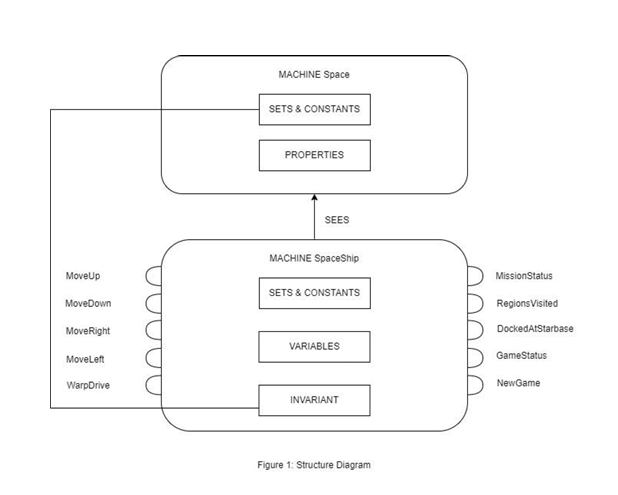 MACHINE Space
SETS & CONSTANTS
PROPERTIES
SEES
MACHINE SpaceShip
SETS & CONSTANTS
VARIABLES
INVARIANT
MoveUp
MoveDown
MoveRight
MoveLeft
WarpDrive
MissionStatus
RegionsVisited
DockedAtStarbase
GameStatus
NewGame
Figure 1: Structure Diagram